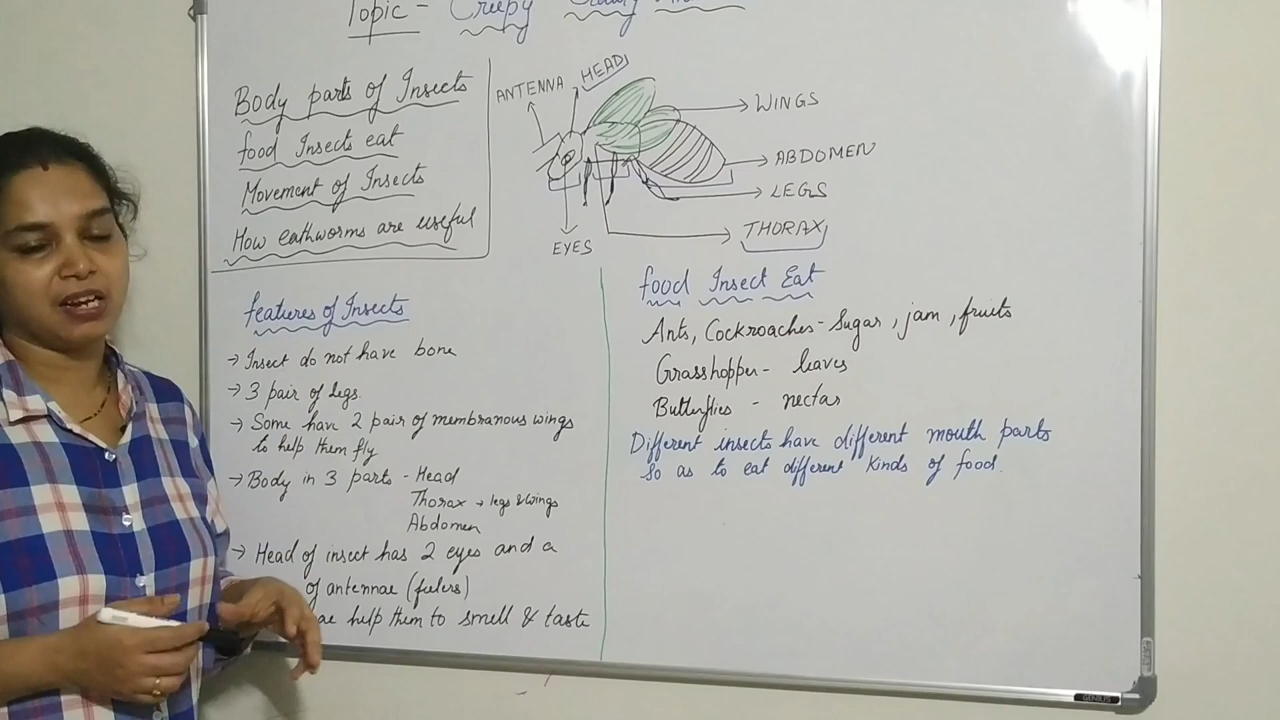 Topic - Creepy
Body parts of Insects
food Insects eat
Movement of Insects
How eathworms are useful
ANTENNA
HEAD
WINGS
ABDOMEN
LEGS
THORAX
EYES
features of Insects
→ Insect do not have bone
→ 3 pair of legs.
→ Some have 2 pair of membranous wings
to help them fly
→ Body in 3 parts - Head
Thorax → legs & wings
Abdomen
→ Head of insect has 2 eyes and a
of antennae (feelers)
ae help them to smell & taste
food Insect Eat
Ants, Cockroaches - Sugar, jam, fruits
Grasshopper - leaves
Butterflies - nectar
Different insects have different mouth parts
so as to eat different kinds of food.
GENIUS